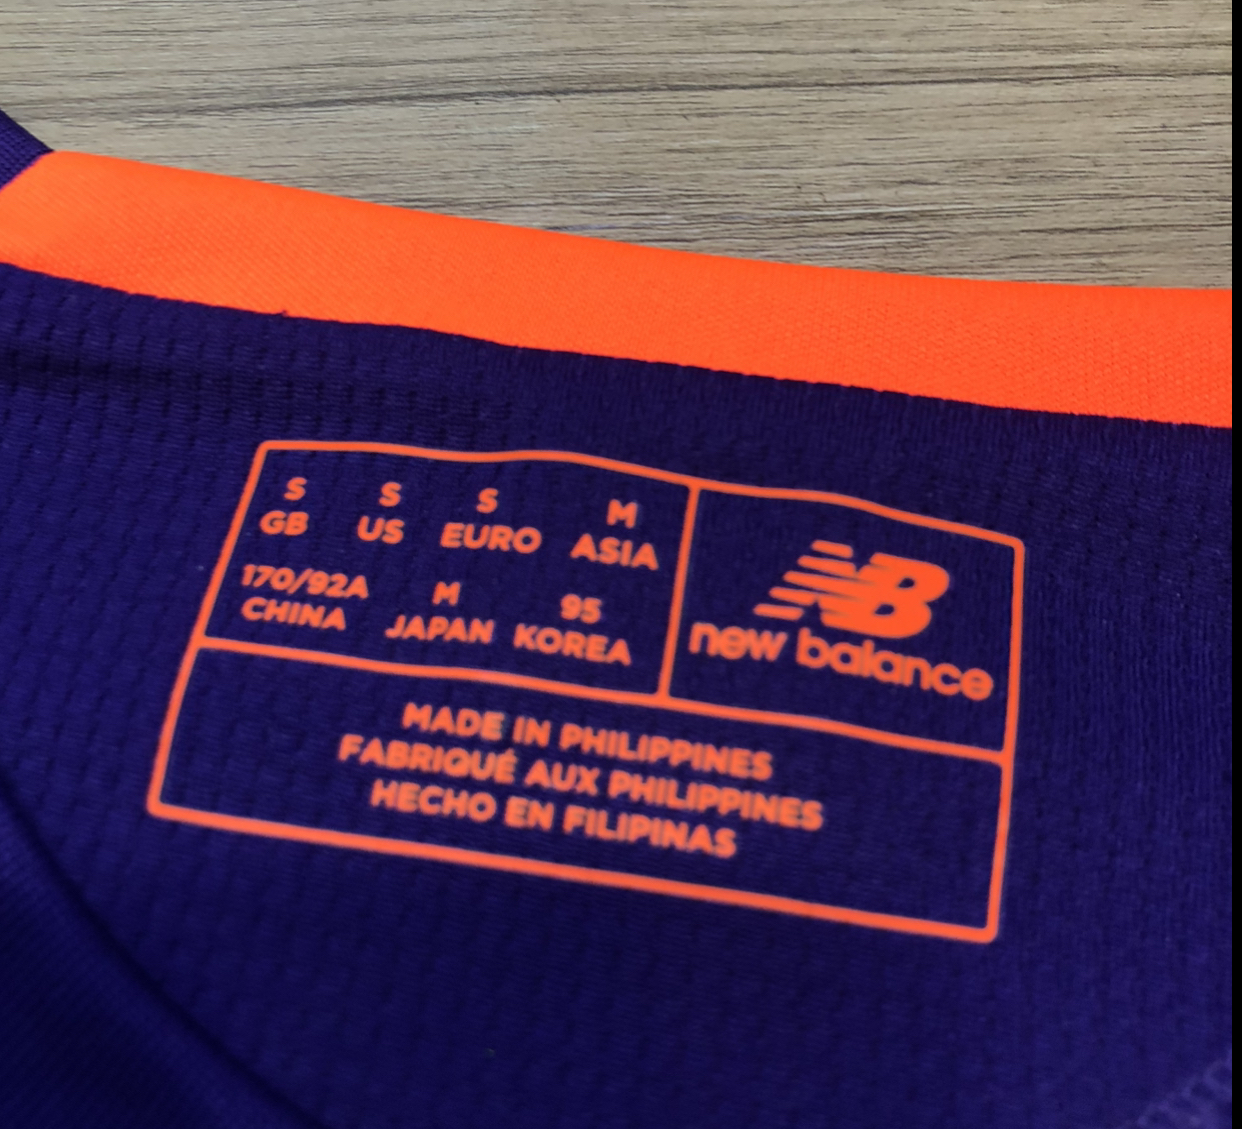 S S S M
GB US EURO ASIA
170/92A M 95
CHINA JAPAN KOREA
NB
new balance
MADE IN PHILIPPINES
FABRIQUÉ AUX PHILIPPINES
HECHO EN FILIPINAS